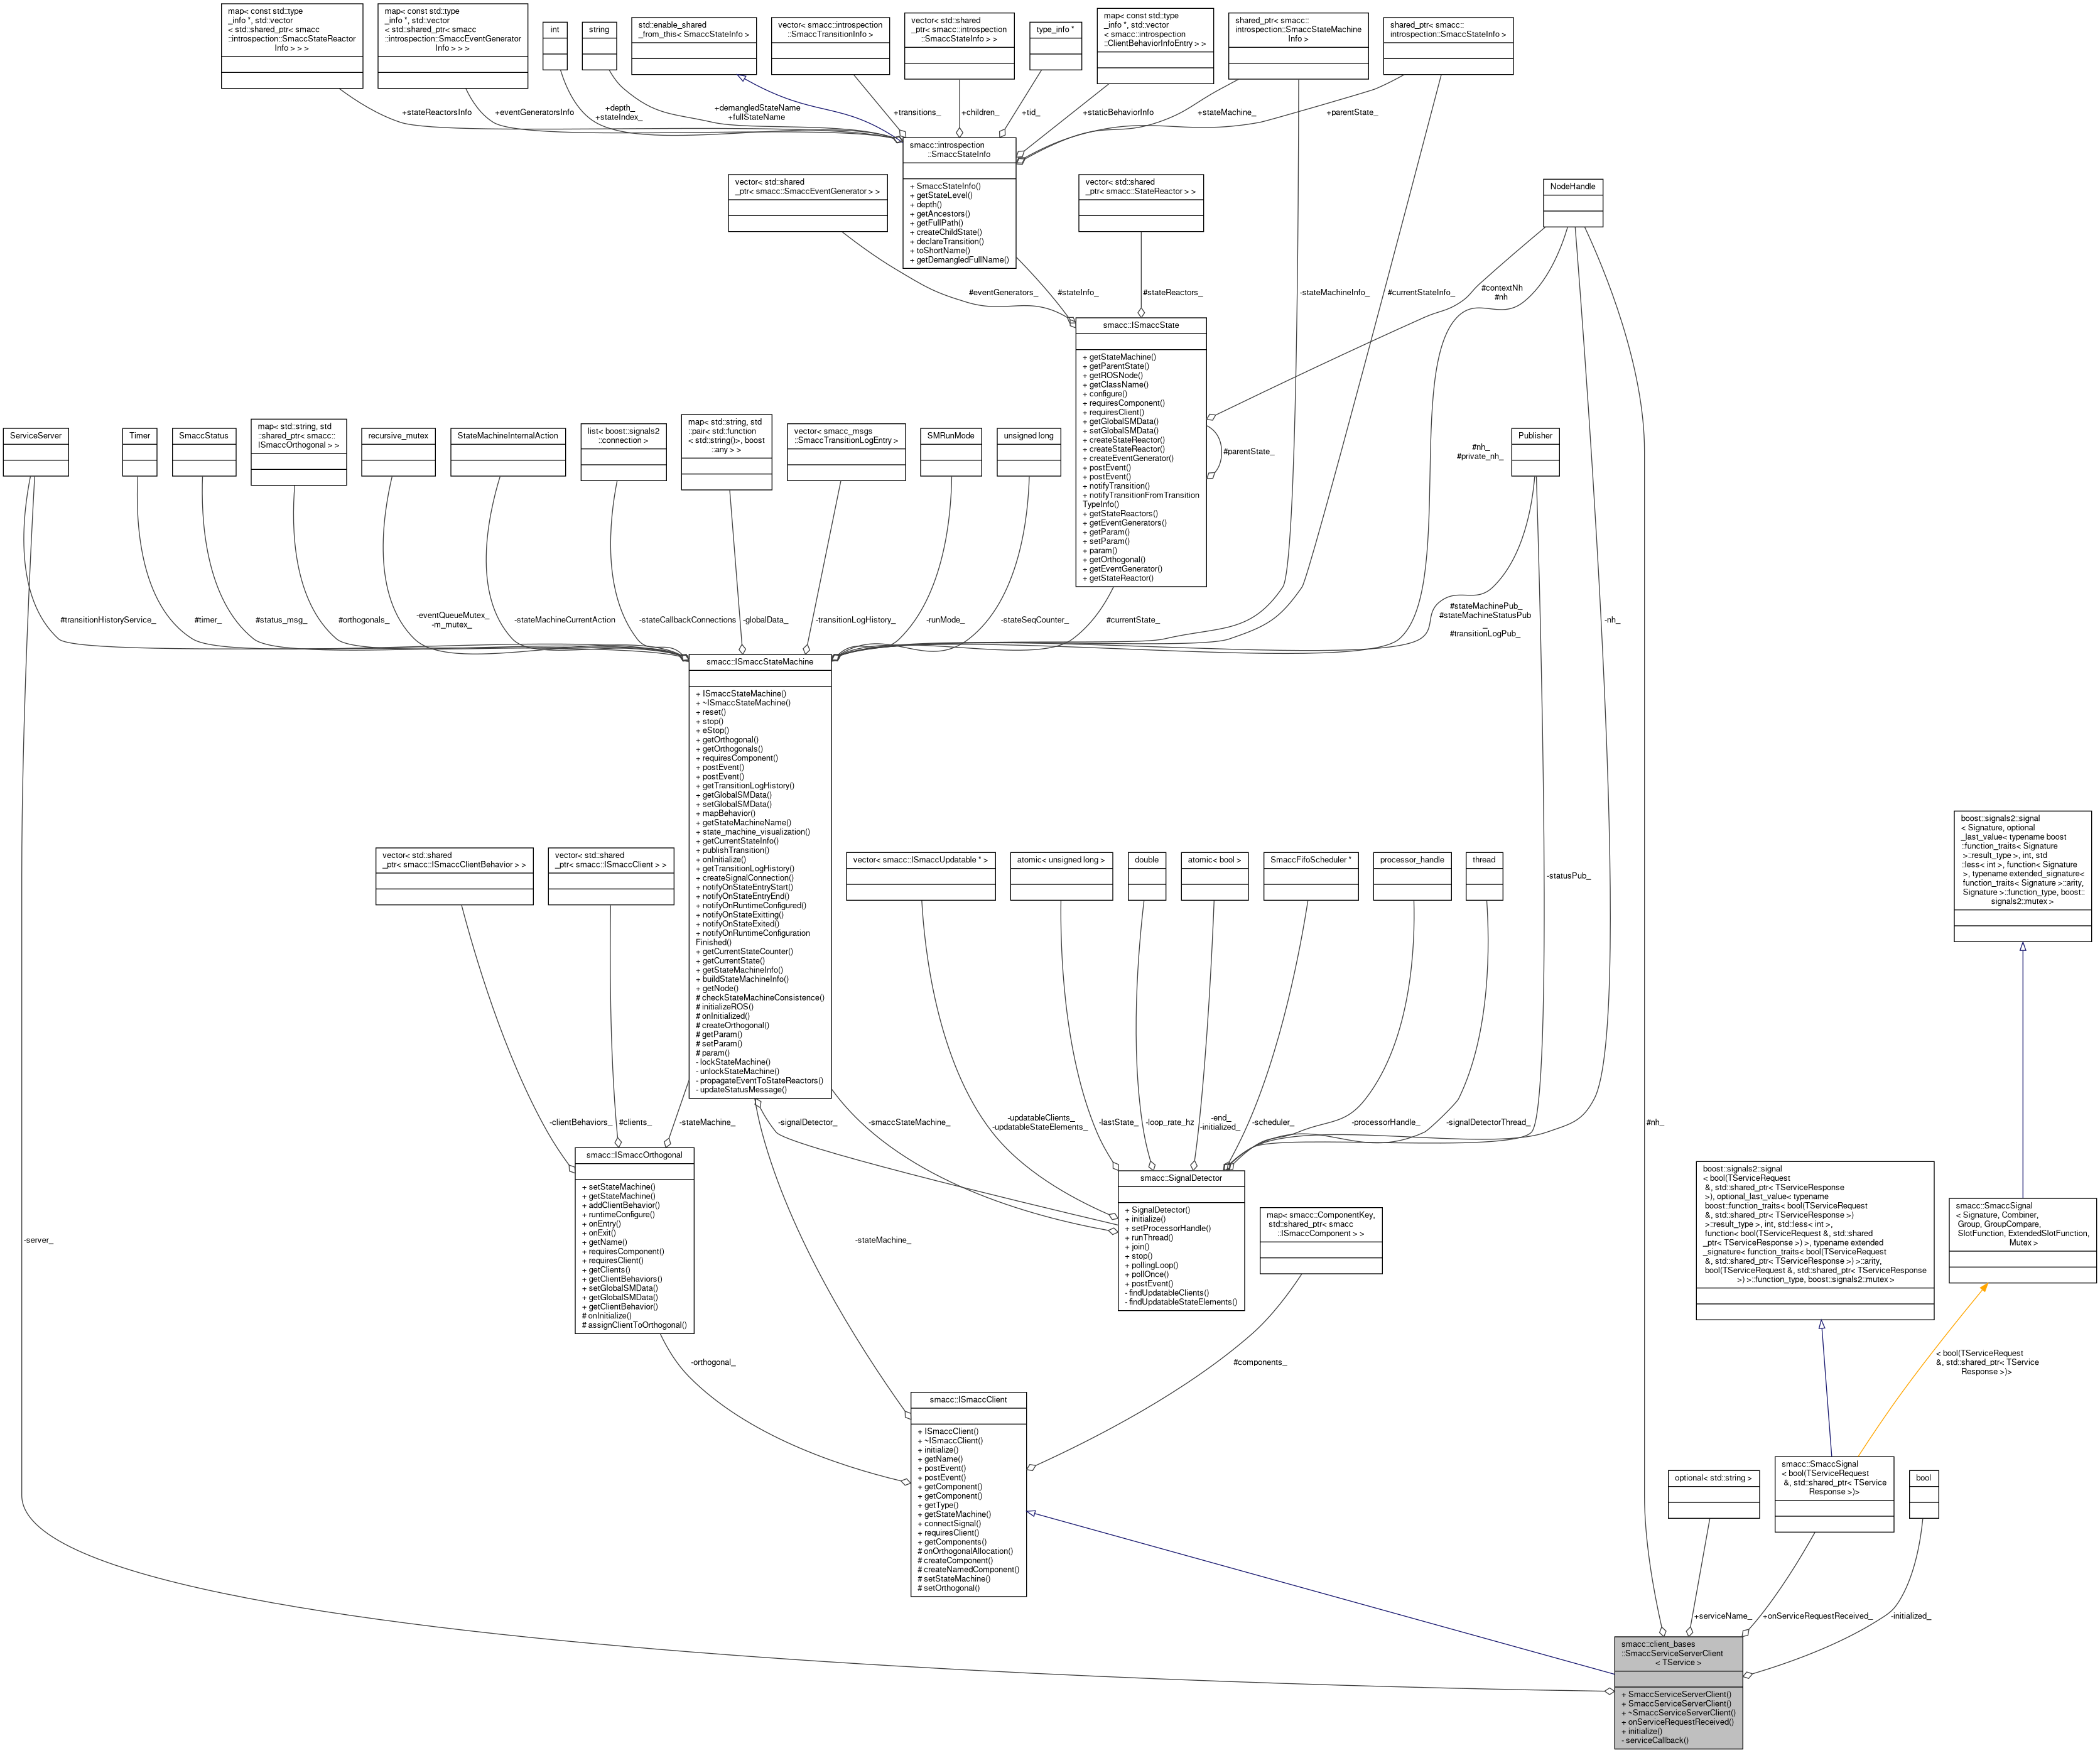 map< const std::type
_info *, std::vector
< std::shared_ptr< smacc
::introspection::SmaccStateReactor
Info > > >
map< const std::type
_info *, std::vector
< std::shared_ptr< smacc
::introspection::SmaccEventGenerator
Info > > >
int
string
std::enable_shared
_from_this< SmaccStateInfo >
vector< smacc::introspection
::SmaccTransitionInfo >
vector< std::shared
_ptr< smacc::introspection
::SmaccStateInfo > >
type_info *
map< const std::type
_info *, std::vector
< smacc::introspection
::ClientBehaviorInfoEntry > >
shared_ptr< smacc::
introspection::SmaccStateMachine
Info >
shared_ptr< smacc::
introspection::SmaccStateInfo >
+stateReactorsInfo
+eventGeneratorsInfo
+depth_
+stateIndex_
+demangledStateName
+fullStateName
+transitions_
+children_
+tid_
+staticBehaviorInfo
+stateMachine_
+parentState_
smacc::introspection
::SmaccStateInfo
+ SmaccStateInfo()
+ getStateLevel()
+ depth()
+ getAncestors()
+ getFullPath()
+ createChildState()
+ declareTransition()
+ toShortName()
+ getDemangledFullName()
vector< std::shared
_ptr< smacc::SmaccEventGenerator > >
vector< std::shared
_ptr< smacc::StateReactor > >
NodeHandle
#eventGenerators_
#stateInfo_
#stateReactors_
-stateMachineInfo_
#currentStateInfo_
#contextNh
#nh
smacc::ISmaccState
+ getStateMachine()
+ getParentState()
+ getROSNode()
+ getClassName()
+ configure()
+ requiresComponent()
+ requiresClient()
+ getGlobalSMData()
+ setGlobalSMData()
+ createStateReactor()
+ createStateReactor()
+ createEventGenerator()
+ postEvent()
+ postEvent()
+ notifyTransition()
+ notifyTransitionFromTransition
TypeInfo()
+ getStateReactors()
+ getEventGenerators()
+ getParam()
+ setParam()
+ param()
+ getOrthogonal()
+ getEventGenerator()
+ getStateReactor()
#parentState_
#nh_
#private_nh_
ServiceServer
Timer
SmaccStatus
map< std::string, std
::shared_ptr< smacc::
ISmaccOrthogonal > >
recursive_mutex
StateMachineInternalAction
list< boost::signals2
::connection >
map< std::string, std
::pair< std::function
< std::string()>, boost
::any > >
vector< smacc_msgs
::SmaccTransitionLogEntry >
SMRunMode
unsigned long
Publisher
#transitionHistoryService_
#timer_
#status_msg_
#orthogonals_
-eventQueueMutex_
-m_mutex_
-stateMachineCurrentAction
-stateCallbackConnections
-globalData_
-transitionLogHistory_
-runMode_
-stateSeqCounter_
#currentState_
#stateMachinePub_
#stateMachineStatusPub
_
#transitionLogPub_
-nh_
smacc::ISmaccStateMachine
+ ISmaccStateMachine()
+ ~ISmaccStateMachine()
+ reset()
+ stop()
+ eStop()
+ getOrthogonal()
+ getOrthogonals()
+ requiresComponent()
+ postEvent()
+ postEvent()
+ getTransitionLogHistory()
+ getGlobalSMData()
+ setGlobalSMData()
+ mapBehavior()
+ getStateMachineName()
+ state_machine_visualization()
+ getCurrentStateInfo()
+ publishTransition()
+ onInitialize()
+ getTransitionLogHistory()
+ createSignalConnection()
+ notifyOnStateEntryStart()
+ notifyOnStateEntryEnd()
+ notifyOnRuntimeConfigured()
+ notifyOnStateExitting()
+ notifyOnStateExited()
+ notifyOnRuntimeConfiguration
Finished()
+ getCurrentStateCounter()
+ getCurrentState()
+ getStateMachineInfo()
+ buildStateMachineInfo()
+ getNode()
# checkStateMachineConsistence()
# initializeROS()
# onInitialized()
# createOrthogonal()
# getParam()
# setParam()
# param()
- lockStateMachine()
- unlockStateMachine()
- propagateEventToStateReactors()
- updateStatusMessage()
vector< std::shared
_ptr< smacc::ISmaccClientBehavior > >
vector< std::shared
_ptr< smacc::ISmaccClient > >
vector< smacc::ISmaccUpdatable * >
atomic< unsigned long >
double
atomic< bool >
SmaccFifoScheduler *
processor_handle
thread
-statusPub_
boost::signals2::signal
< Signature, optional
_last_value< typename boost
::function_traits< Signature
>::result_type >, int, std
::less< int >, function< Signature
>, typename extended_signature<
function_traits< Signature >::arity,
Signature >::function_type, boost::
signals2::mutex >
-clientBehaviors_
#clients_
-stateMachine_
-signalDetector_
-smaccStateMachine_
-updatableClients_
-updatableStateElements_
-lastState_
-loop_rate_hz
-end_
-initialized_
-scheduler_
-processorHandle_
-signalDetectorThread_
#nh_
smacc::ISmaccOrthogonal
+ setStateMachine()
+ getStateMachine()
+ addClientBehavior()
+ runtimeConfigure()
+ onEntry()
+ onExit()
+ getName()
+ requiresComponent()
+ requiresClient()
+ getClients()
+ getClientBehaviors()
+ setGlobalSMData()
+ getGlobalSMData()
+ getClientBehavior()
# onInitialize()
# assignClientToOrthogonal()
smacc::SignalDetector
+ SignalDetector()
+ initialize()
+ setProcessorHandle()
+ runThread()
+ join()
+ stop()
+ pollingLoop()
+ pollOnce()
+ postEvent()
- findUpdatableClients()
- findUpdatableStateElements()
map< smacc::ComponentKey,
std::shared_ptr< smacc
::ISmaccComponent > >
boost::signals2::signal
< bool(TServiceRequest
&, std::shared_ptr< TServiceResponse
>), optional_last_value< typename
boost::function_traits< bool(TServiceRequest
&, std::shared_ptr< TServiceResponse >)
>::result_type >, int, std::less< int >,
function< bool(TServiceRequest &, std::shared
_ptr< TServiceResponse >) >, typename extended
_signature< function_traits< bool(TServiceRequest
&, std::shared_ptr< TServiceResponse >) >::arity,
bool(TServiceRequest &, std::shared_ptr< TServiceResponse
>) >::function_type, boost::signals2::mutex >
smacc::SmaccSignal
< Signature, Combiner,
Group, GroupCompare,
SlotFunction, ExtendedSlotFunction,
Mutex >
-server_
-stateMachine_
-orthogonal_
#components_
< bool(TServiceRequest
&, std::shared_ptr< TService
Response >)>
smacc::ISmaccClient
+ ISmaccClient()
+ ~ISmaccClient()
+ initialize()
+ getName()
+ postEvent()
+ postEvent()
+ getComponent()
+ getComponent()
+ getType()
+ getStateMachine()
+ connectSignal()
+ requiresClient()
+ getComponents()
# onOrthogonalAllocation()
# createComponent()
# createNamedComponent()
# setStateMachine()
# setOrthogonal()
optional< std::string >
smacc::SmaccSignal
< bool(TServiceRequest
&, std::shared_ptr< TService
Response >)>
bool
+serviceName_
+onServiceRequestReceived_
-initialized_
smacc::client_bases
::SmaccServiceServerClient
< TService >
+ SmaccServiceServerClient()
+ SmaccServiceServerClient()
+ ~SmaccServiceServerClient()
+ onServiceRequestReceived()
+ initialize()
- serviceCallback()